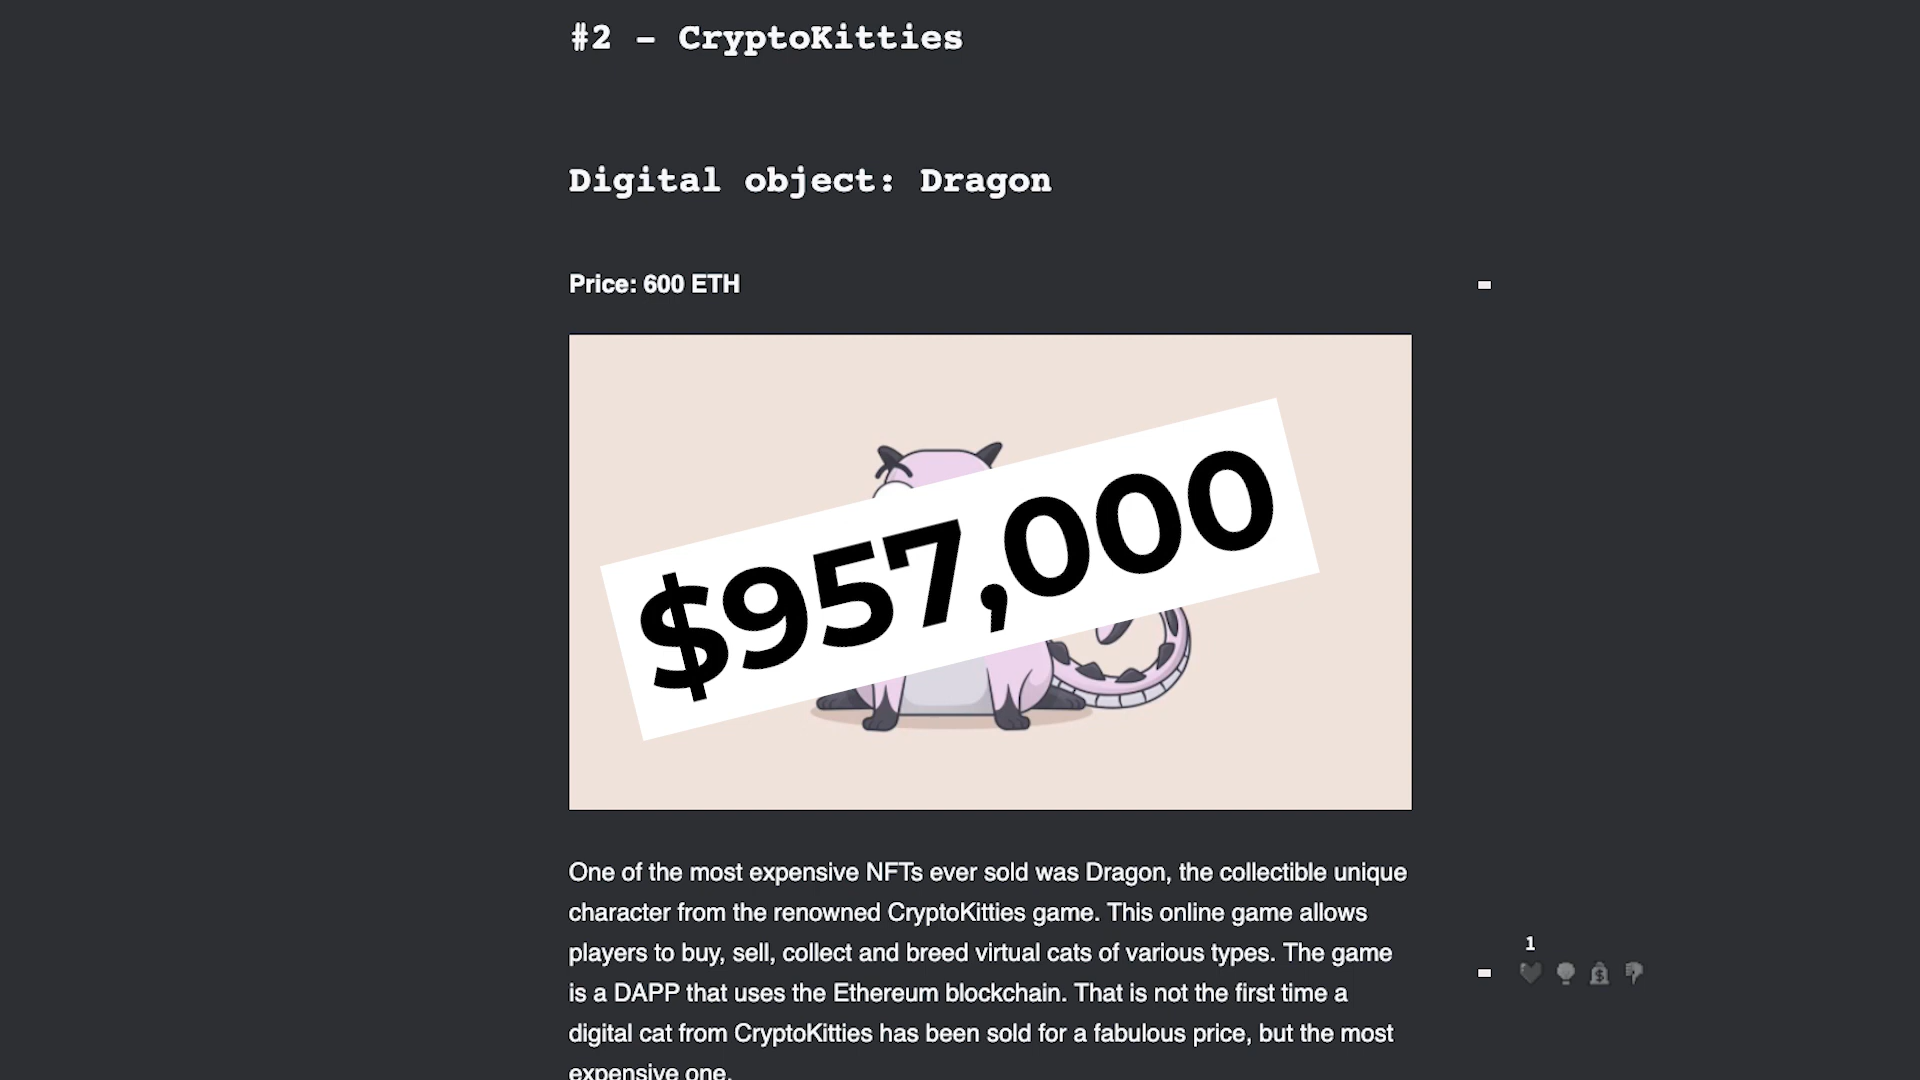 #2 - CryptoKitties
Digital object: Dragon
Price: 600 ETH
$957,000
One of the most expensive NFTs ever sold was Dragon, the collectible unique
character from the renowned CryptoKitties game. This online game allows
players to buy, sell, collect and breed virtual cats of various types. The game
is a DAPP that uses the Ethereum blockchain. That is not the first time a
digital cat from CryptoKitties has been sold for a fabulous price, but the most
expensive one.
1